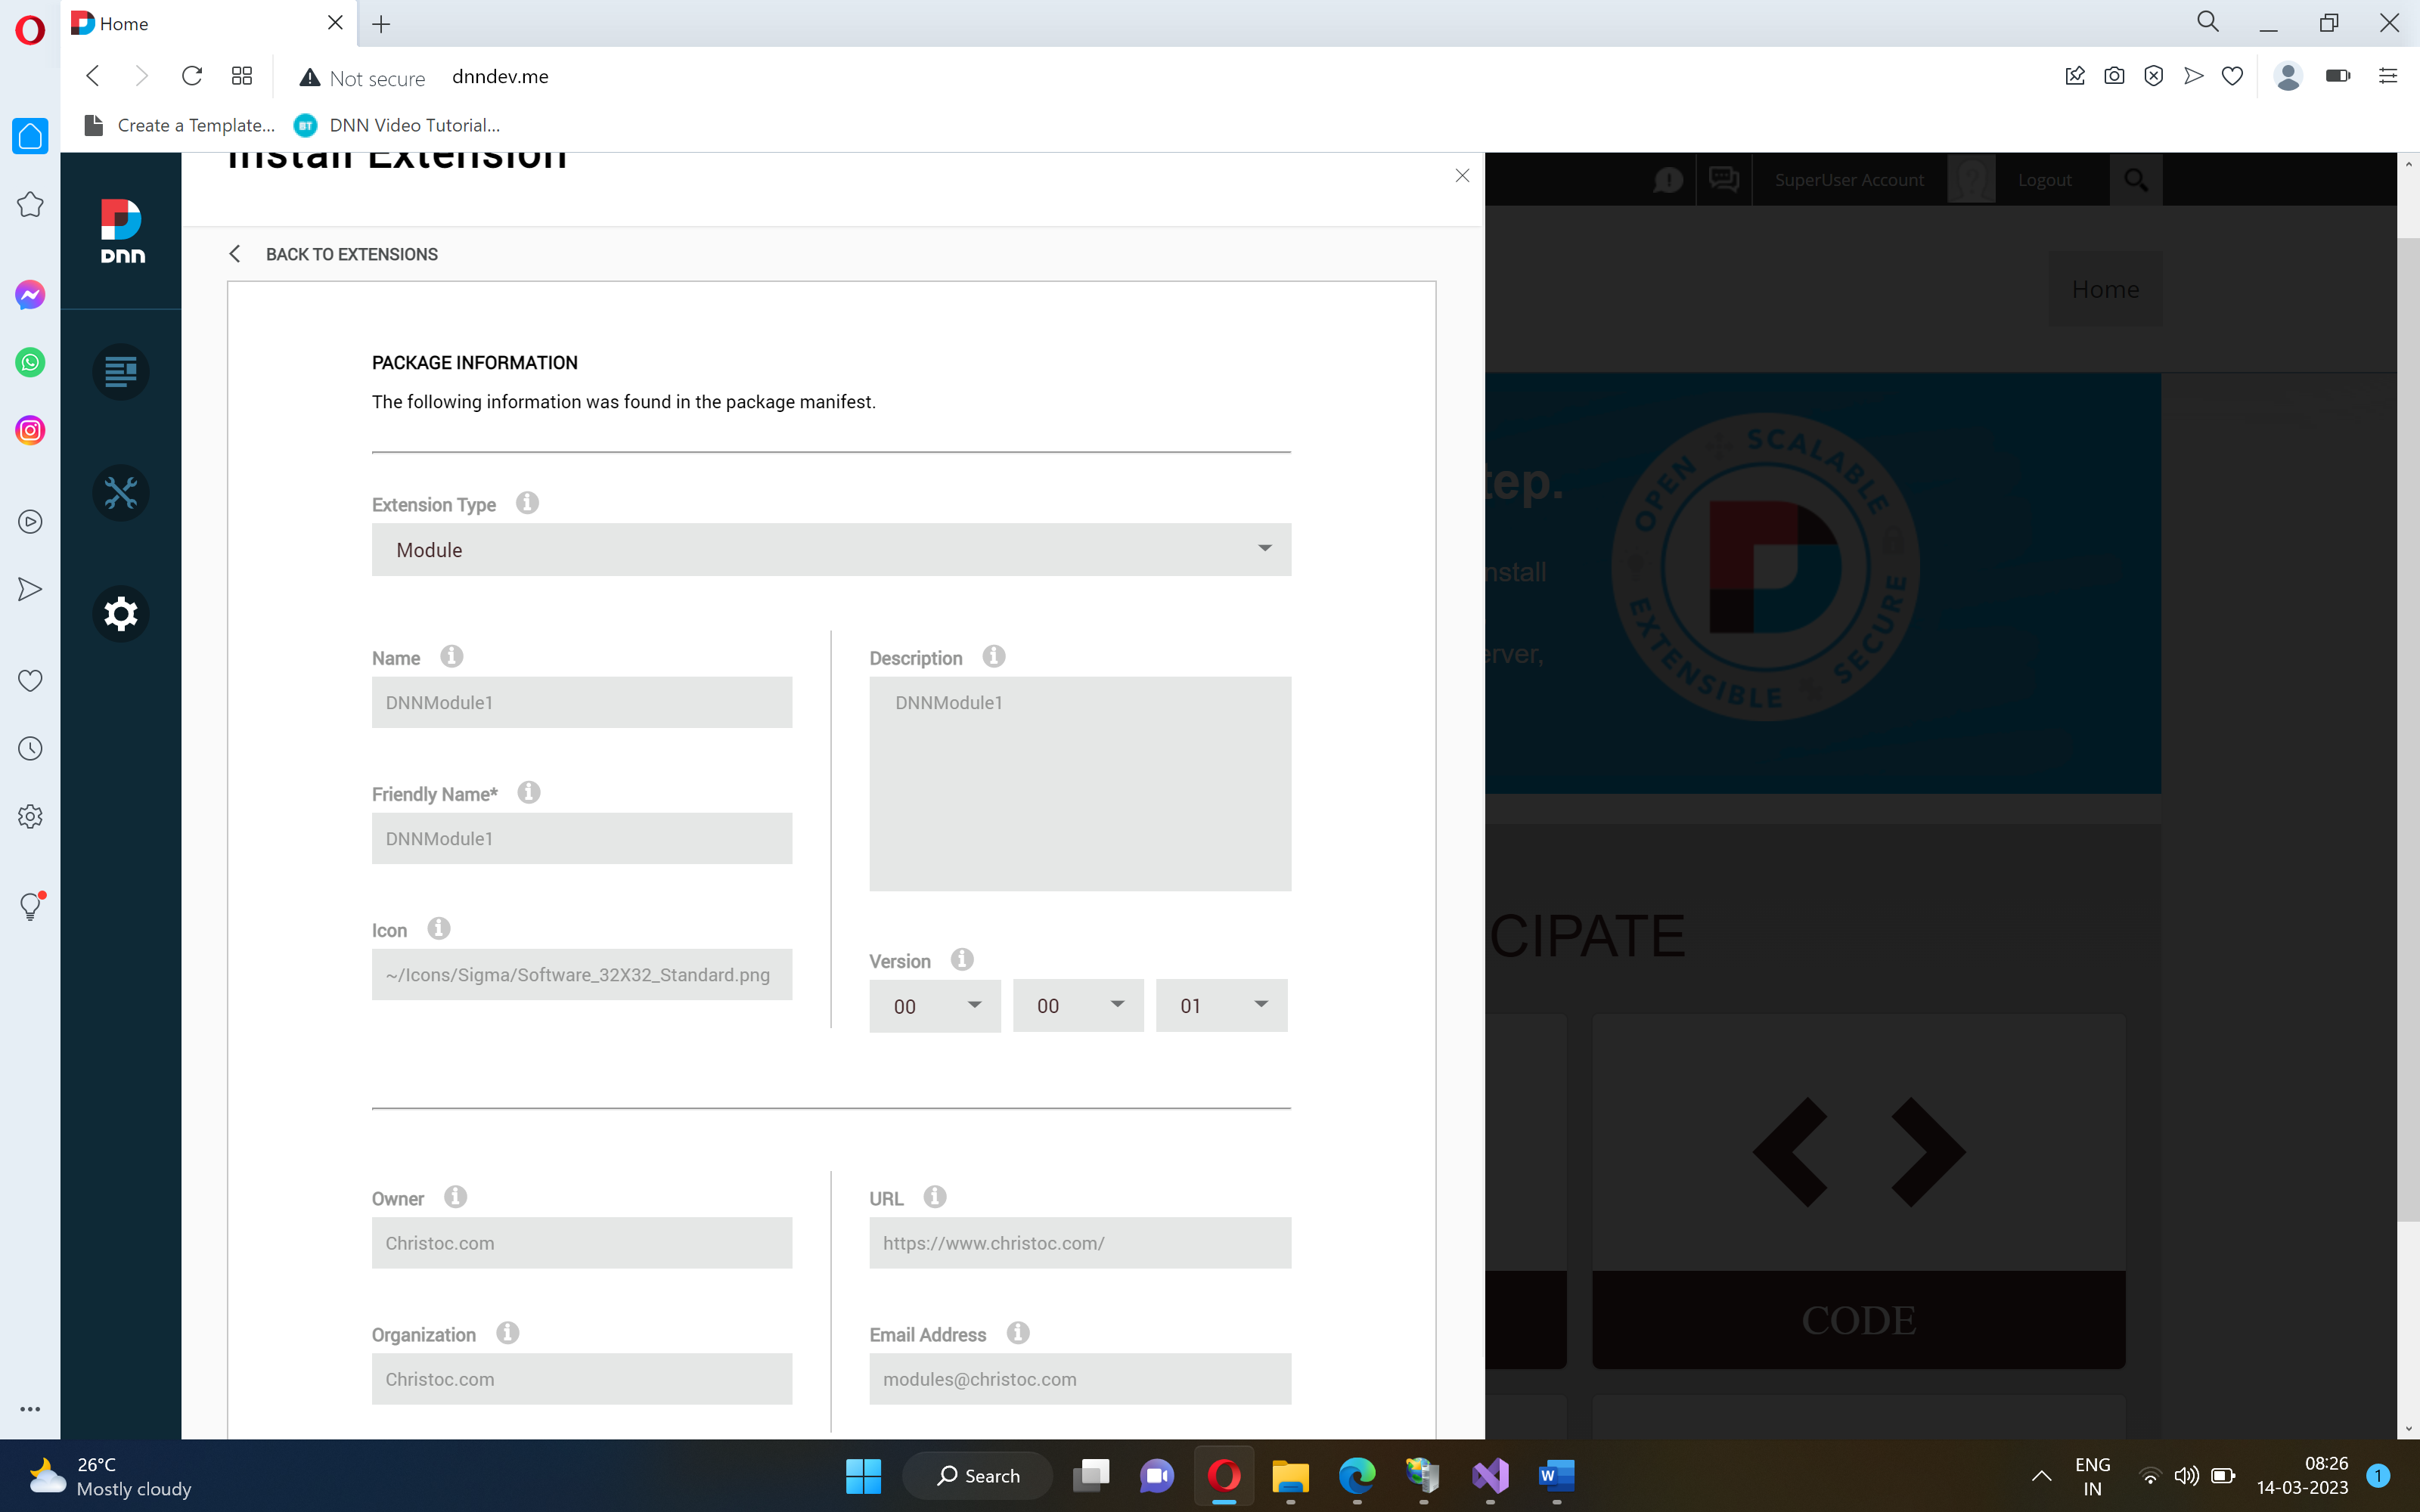 Home
Not secure dnndev.me
Create a Template... BT DNN Video Tutorial...
Install Extension
SuperUser Account Logout
DNN
BACK TO EXTENSIONS
Home
PACKAGE INFORMATION
The following information was found in the package manifest.
OPEN SCALABLE SECURE EXTENSIBLE
tep.
Extension Type
Module
nstall
erver,
Name Description
DNNModule1 DNNModule1
Friendly Name*
DNNModule1
Icon
~/Icons/Sigma/Software_32X32_Standard.png
CIPATE
Version
00 00 01
Owner URL
Christoc.com https://www.christoc.com/
CODE
Organization Email Address
Christoc.com modules@christoc.com
26°C
Mostly cloudy
Search
W
ENG
IN
08:26
14-03-2023
1